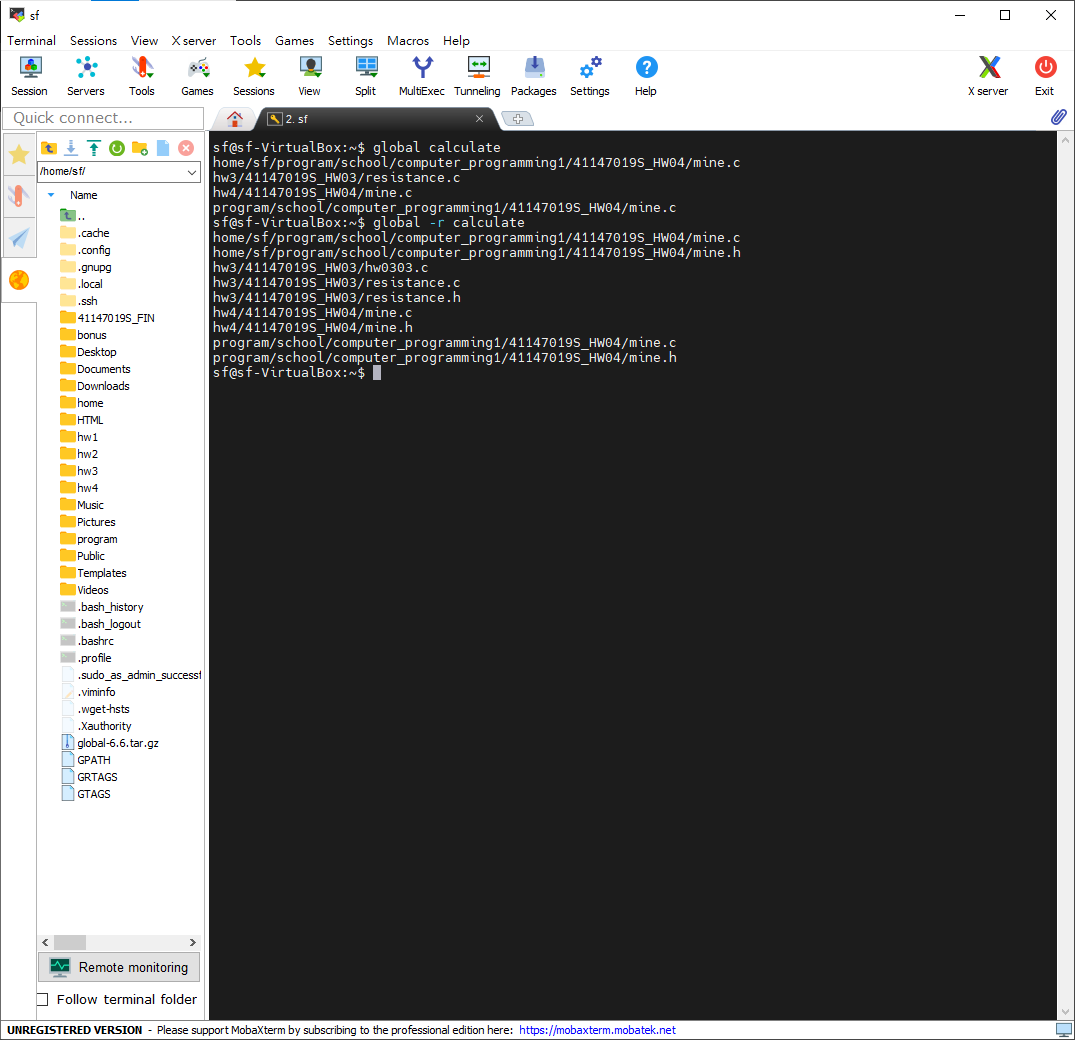 sf
Terminal Sessions View X server Tools Games Settings Macros Help
Session Servers Tools Games Sessions View Split MultiExec Tunneling Packages Settings Help X server Exit
Quick connect...
2. sf
/home/sf/
Name
..
.cache
.config
.gnupg
.local
.ssh
41147019S_FIN
bonus
Desktop
Documents
Downloads
home
HTML
hw1
hw2
hw3
hw4
Music
Pictures
program
Public
Templates
Videos
.bash_history
.bash_logout
.bashrc
.profile
.sudo_as_admin_successf
.viminfo
.wget-hsts
.Xauthority
global-6.6.tar.gz
GPATH
GRTAGS
GTAGS
Remote monitoring
Follow terminal folder
sf@sf-VirtualBox:~$ global calculate
home/sf/program/school/computer_programming1/41147019S_HW04/mine.c
hw3/41147019S_HW03/resistance.c
hw4/41147019S_HW04/mine.c
program/school/computer_programming1/41147019S_HW04/mine.c
sf@sf-VirtualBox:~$ global -r calculate
home/sf/program/school/computer_programming1/41147019S_HW04/mine.c
home/sf/program/school/computer_programming1/41147019S_HW04/mine.h
hw3/41147019S_HW03/hw0303.c
hw3/41147019S_HW03/resistance.c
hw3/41147019S_HW03/resistance.h
hw4/41147019S_HW04/mine.c
hw4/41147019S_HW04/mine.h
program/school/computer_programming1/41147019S_HW04/mine.c
program/school/computer_programming1/41147019S_HW04/mine.h
sf@sf-VirtualBox:~$
UNREGISTERED VERSION - Please support MobaXterm by subscribing to the professional edition here: https://mobaxterm.mobatek.net